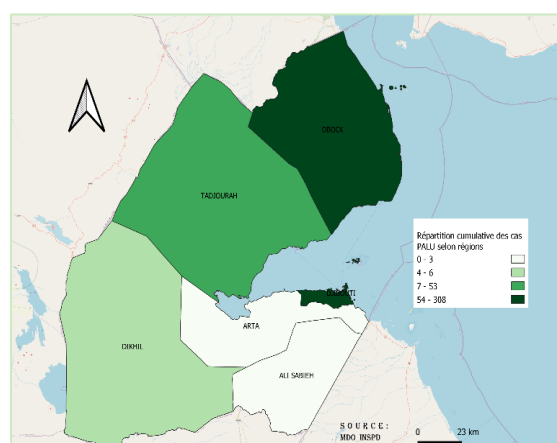 OBOCK
TADJOURAH
Répartition cumulative des cas
PALU selon régions
0 - 3
4 - 6
7 - 53
54 - 308
DJIBOUTI
ARTA
DIKHIL
ALI SABIEH
SOURCE:
MDO INSPD
0 23 km